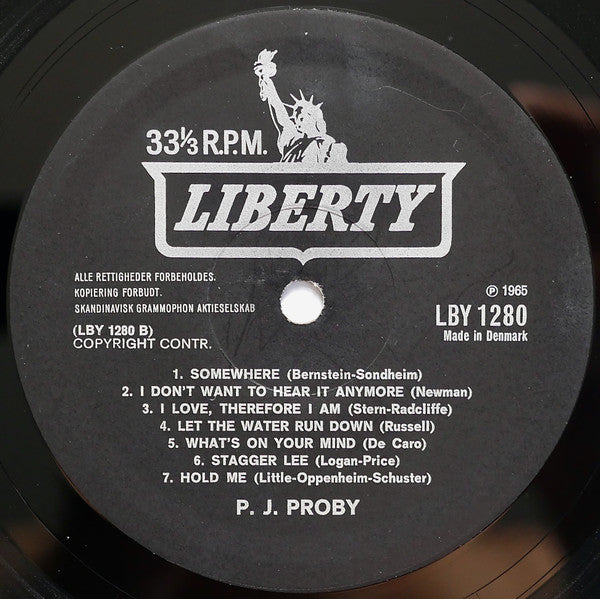 33⅓ R.P.M.
LIBERTY
ALLE RETTIGHEDER FORBEHOLDES.
KOPIERING FORBUDT.
SKANDINAVISK GRAMMOPHON AKTIESELSKAB
(LBY 1280 B)
COPYRIGHT CONTR.
℗ 1965
LBY 1280
Made in Denmark
1. SOMEWHERE (Bernstein-Sondheim)
2. I DON'T WANT TO HEAR IT ANYMORE (Newman)
3. I LOVE, THEREFORE I AM (Stern-Radcliffe)
4. LET THE WATER RUN DOWN (Russell)
5. WHAT'S ON YOUR MIND (De Caro)
6. STAGGER LEE (Logan-Price)
7. HOLD ME (Little-Oppenheim-Schuster)
P. J. PROBY